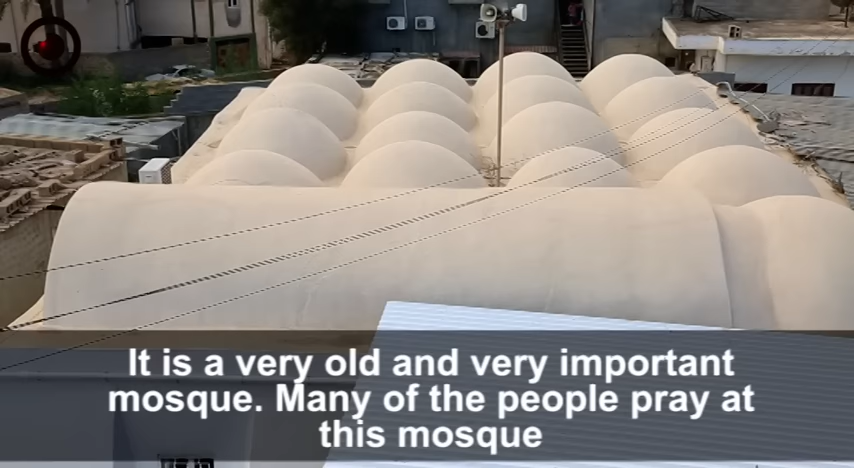 It is a very old and very important
mosque. Many of the people pray at
this mosque